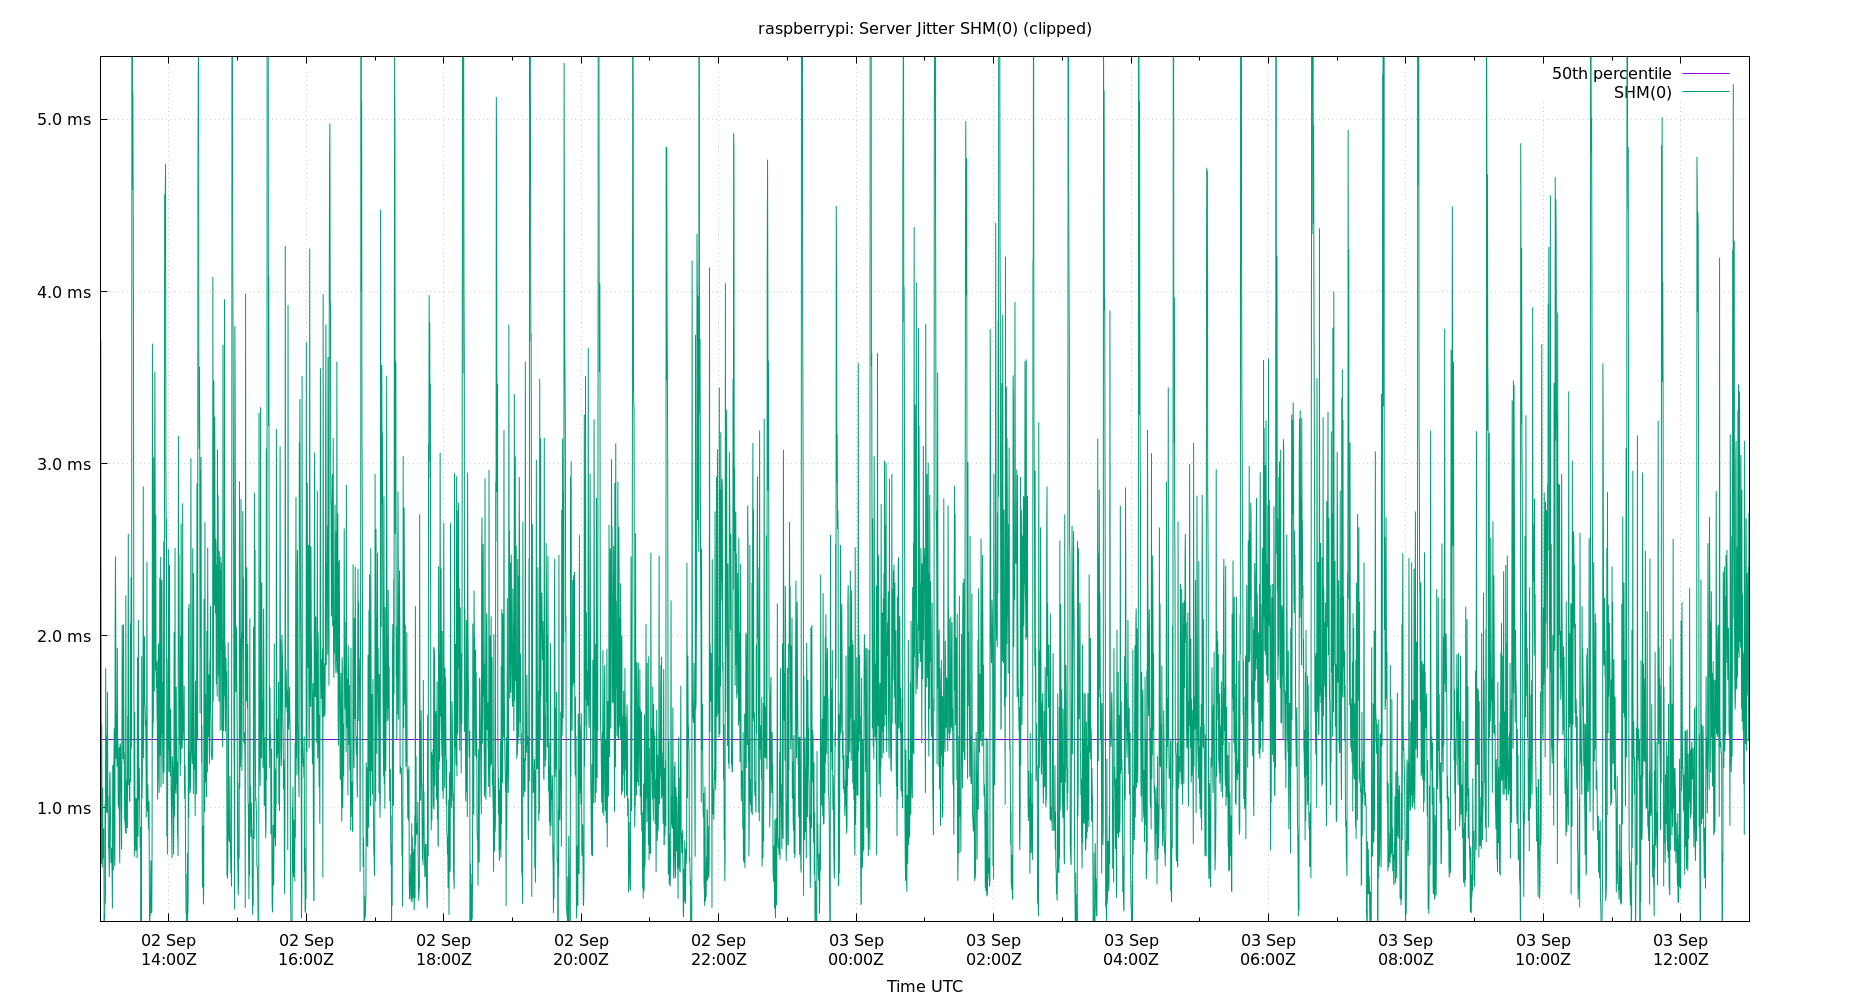 raspberrypi: Server Jitter SHM(0) (clipped)
50th percentile
SHM(0)
5.0 ms
4.0 ms
3.0 ms
2.0 ms
1.0 ms
02 Sep 02 Sep 02 Sep 02 Sep 02 Sep 03 Sep 03 Sep 03 Sep 03 Sep 03 Sep 03 Sep 03 Sep
14:00Z 16:00Z 18:00Z 20:00Z 22:00Z 00:00Z 02:00Z 04:00Z 06:00Z 08:00Z 10:00Z 12:00Z
Time UTC